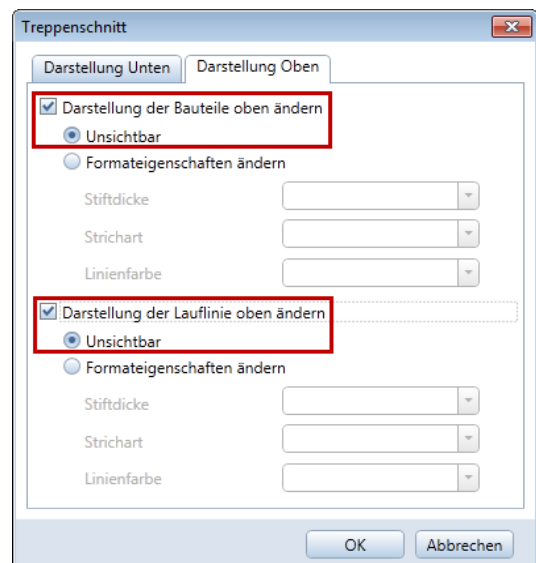 Treppenschnitt
Darstellung Unten Darstellung Oben
Darstellung der Bauteile oben ändern
Unsichtbar
Formateigenschaften ändern
Stiftdicke
Strichart
Linienfarbe
Darstellung der Lauflinie oben ändern
Unsichtbar
Formateigenschaften ändern
Stiftdicke
Strichart
Linienfarbe
OK Abbrechen